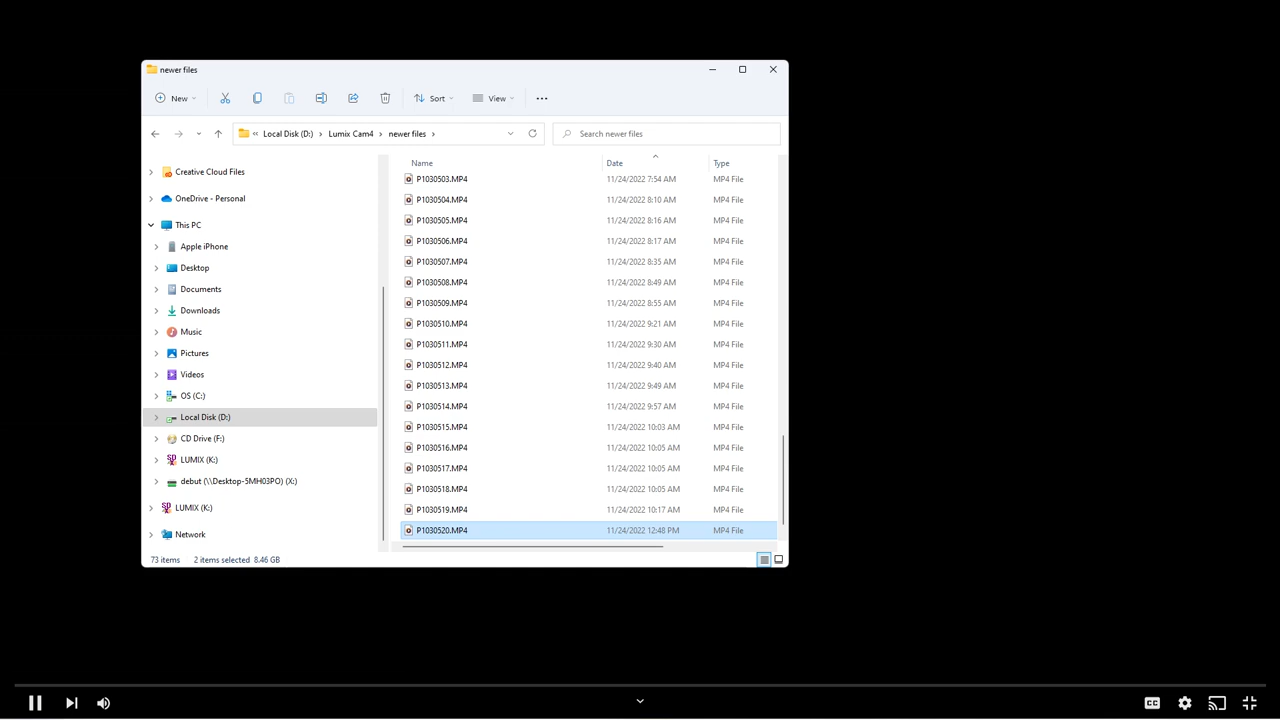 newer files
New
Sort
View
Local Disk (D:)
Lumix Cam4
newer files
Search newer files
Name
Date
Type
Creative Cloud Files
OneDrive - Personal
This PC
Apple iPhone
Desktop
Documents
Downloads
Music
Pictures
Videos
OS (C:)
Local Disk (D:)
CD Drive (F:)
LUMIX (K:)
debut (\\Desktop-5MH03PO) (X:)
LUMIX (K:)
Network
P1030503.MP4 11/24/2022 7:54 AM MP4 File
P1030504.MP4 11/24/2022 8:10 AM MP4 File
P1030505.MP4 11/24/2022 8:16 AM MP4 File
P1030506.MP4 11/24/2022 8:17 AM MP4 File
P1030507.MP4 11/24/2022 8:35 AM MP4 File
P1030508.MP4 11/24/2022 8:49 AM MP4 File
P1030509.MP4 11/24/2022 8:55 AM MP4 File
P1030510.MP4 11/24/2022 9:21 AM MP4 File
P1030511.MP4 11/24/2022 9:30 AM MP4 File
P1030512.MP4 11/24/2022 9:40 AM MP4 File
P1030513.MP4 11/24/2022 9:49 AM MP4 File
P1030514.MP4 11/24/2022 9:57 AM MP4 File
P1030515.MP4 11/24/2022 10:03 AM MP4 File
P1030516.MP4 11/24/2022 10:05 AM MP4 File
P1030517.MP4 11/24/2022 10:05 AM MP4 File
P1030518.MP4 11/24/2022 10:05 AM MP4 File
P1030519.MP4 11/24/2022 10:17 AM MP4 File
P1030520.MP4 11/24/2022 12:48 PM MP4 File
73 items 2 items selected 8.46 GB
CC